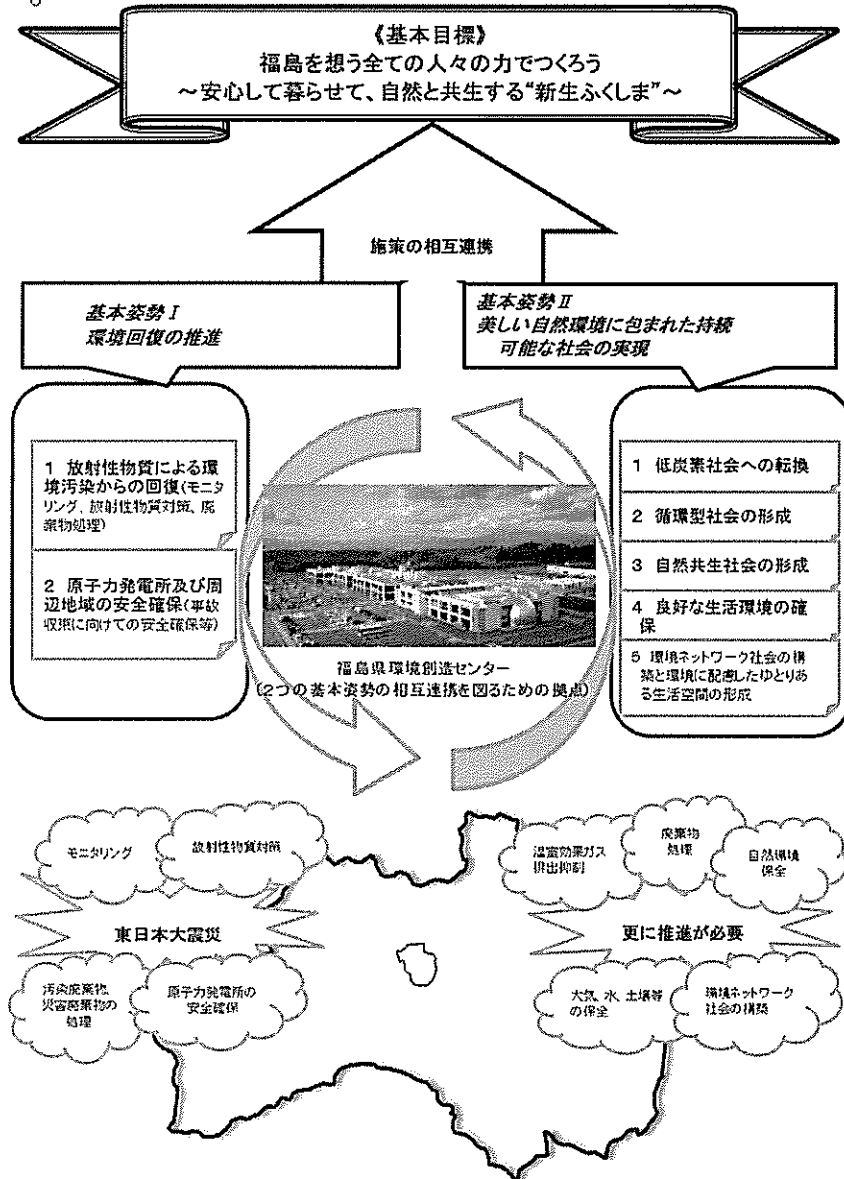 《基本目標》
福島を想う全ての人々の力でつくろう
～安心して暮らせて、自然と共生する“新生ふくしま”～
施策の相互連携
基本姿勢Ⅰ
環境回復の推進
基本姿勢Ⅱ
美しい自然環境に包まれた持続
可能な社会の実現
1 放射性物質による環
境汚染からの回復(モニタ
リング、放射性物質対策、廃
棄物処理)
2 原子力発電所及び周
辺地域の安全確保(事故
収束に向けての安全確保等)
1 低炭素社会への転換
2 循環型社会の形成
3 自然共生社会の形成
4 良好な生活環境の確
保
5 環境ネットワーク社会の構
築と環境に配慮したゆとりあ
る生活空間の形成
福島県環境創造センター
(2つの基本姿勢の相互連携を図るための拠点)
モニタリング
放射性物質対策
東日本大震災
汚染廃棄物、
災害廃棄物の
処理
原子力発電所の
安全確保
温室効果ガス
排出抑制
廃棄物
処理
自然環境
保全
更に推進が必要
大気、水、土壌等
の保全
環境ネットワーク
社会の構築